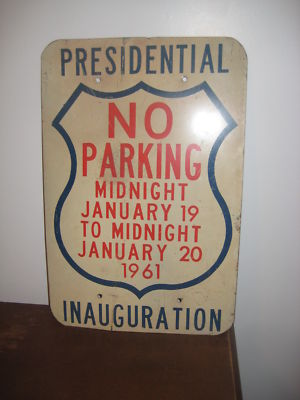 PRESIDENTIAL
NO
PARKING
MIDNIGHT
JANUARY 19
TO MIDNIGHT
JANUARY 20
1961
INAUGURATION